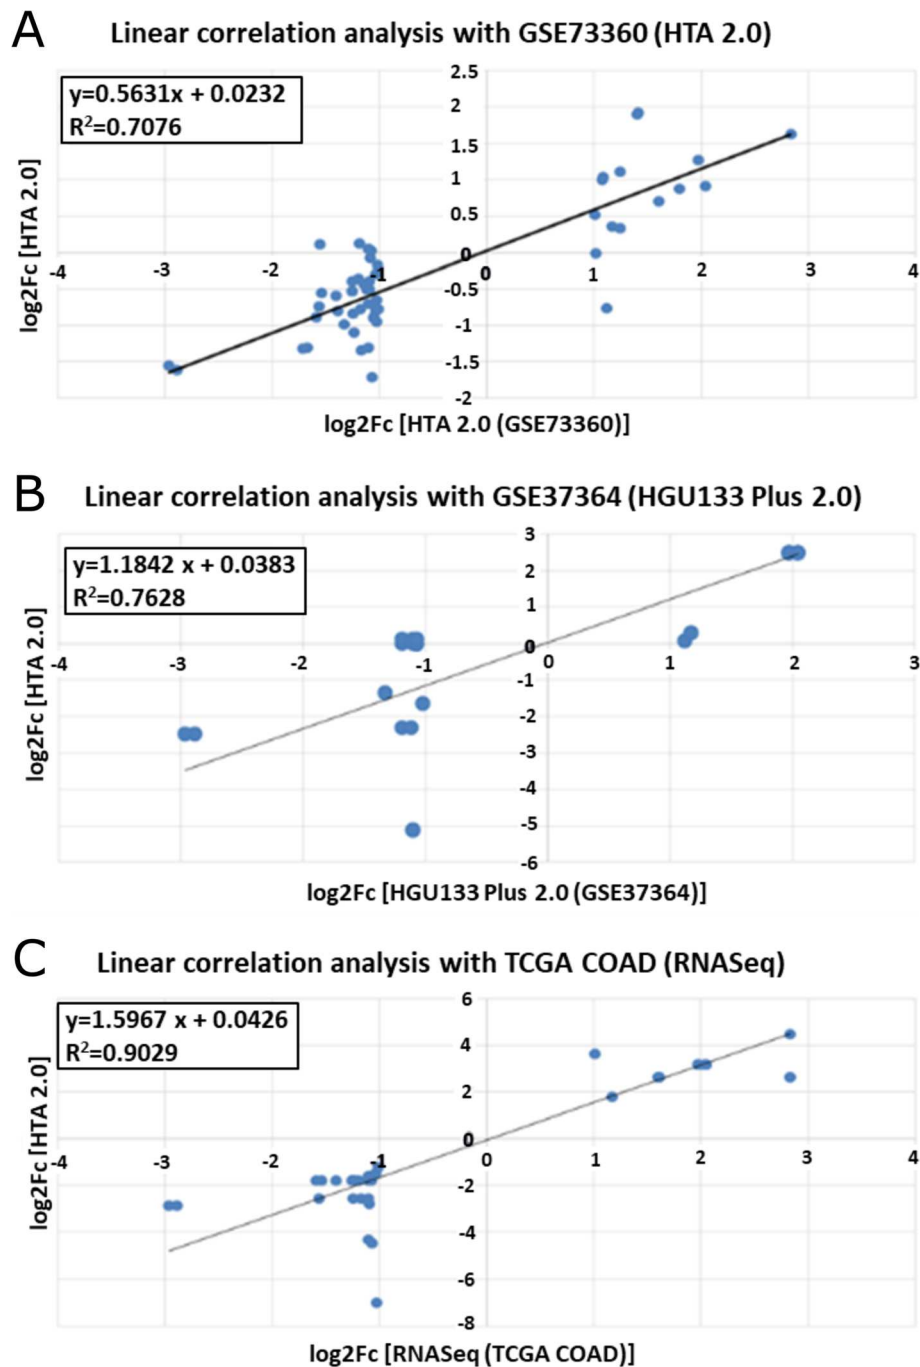 A
Linear correlation analysis with GSE73360 (HTA 2.0)
y=0.5631x + 0.0232
R²=0.7076
2.5
2
1.5
1
0.5
0
-0.5
-1
-1.5
-2
-4 -3 -2 -1 0 1 2 3 4
log2Fc [HTA 2.0]
log2Fc [HTA 2.0 (GSE73360)]
B
Linear correlation analysis with GSE37364 (HGU133 Plus 2.0)
y=1.1842 x + 0.0383
R²=0.7628
3
2
1
0
-1
-2
-3
-4
-5
-6
-4 -3 -2 -1 0 1 2 3
log2Fc [HTA 2.0]
log2Fc [HGU133 Plus 2.0 (GSE37364)]
C
Linear correlation analysis with TCGA COAD (RNASeq)
y=1.5967 x + 0.0426
R²=0.9029
6
4
2
0
-2
-4
-6
-8
-4 -3 -2 -1 0 1 2 3 4
log2Fc [HTA 2.0]
log2Fc [RNASeq (TCGA COAD)]